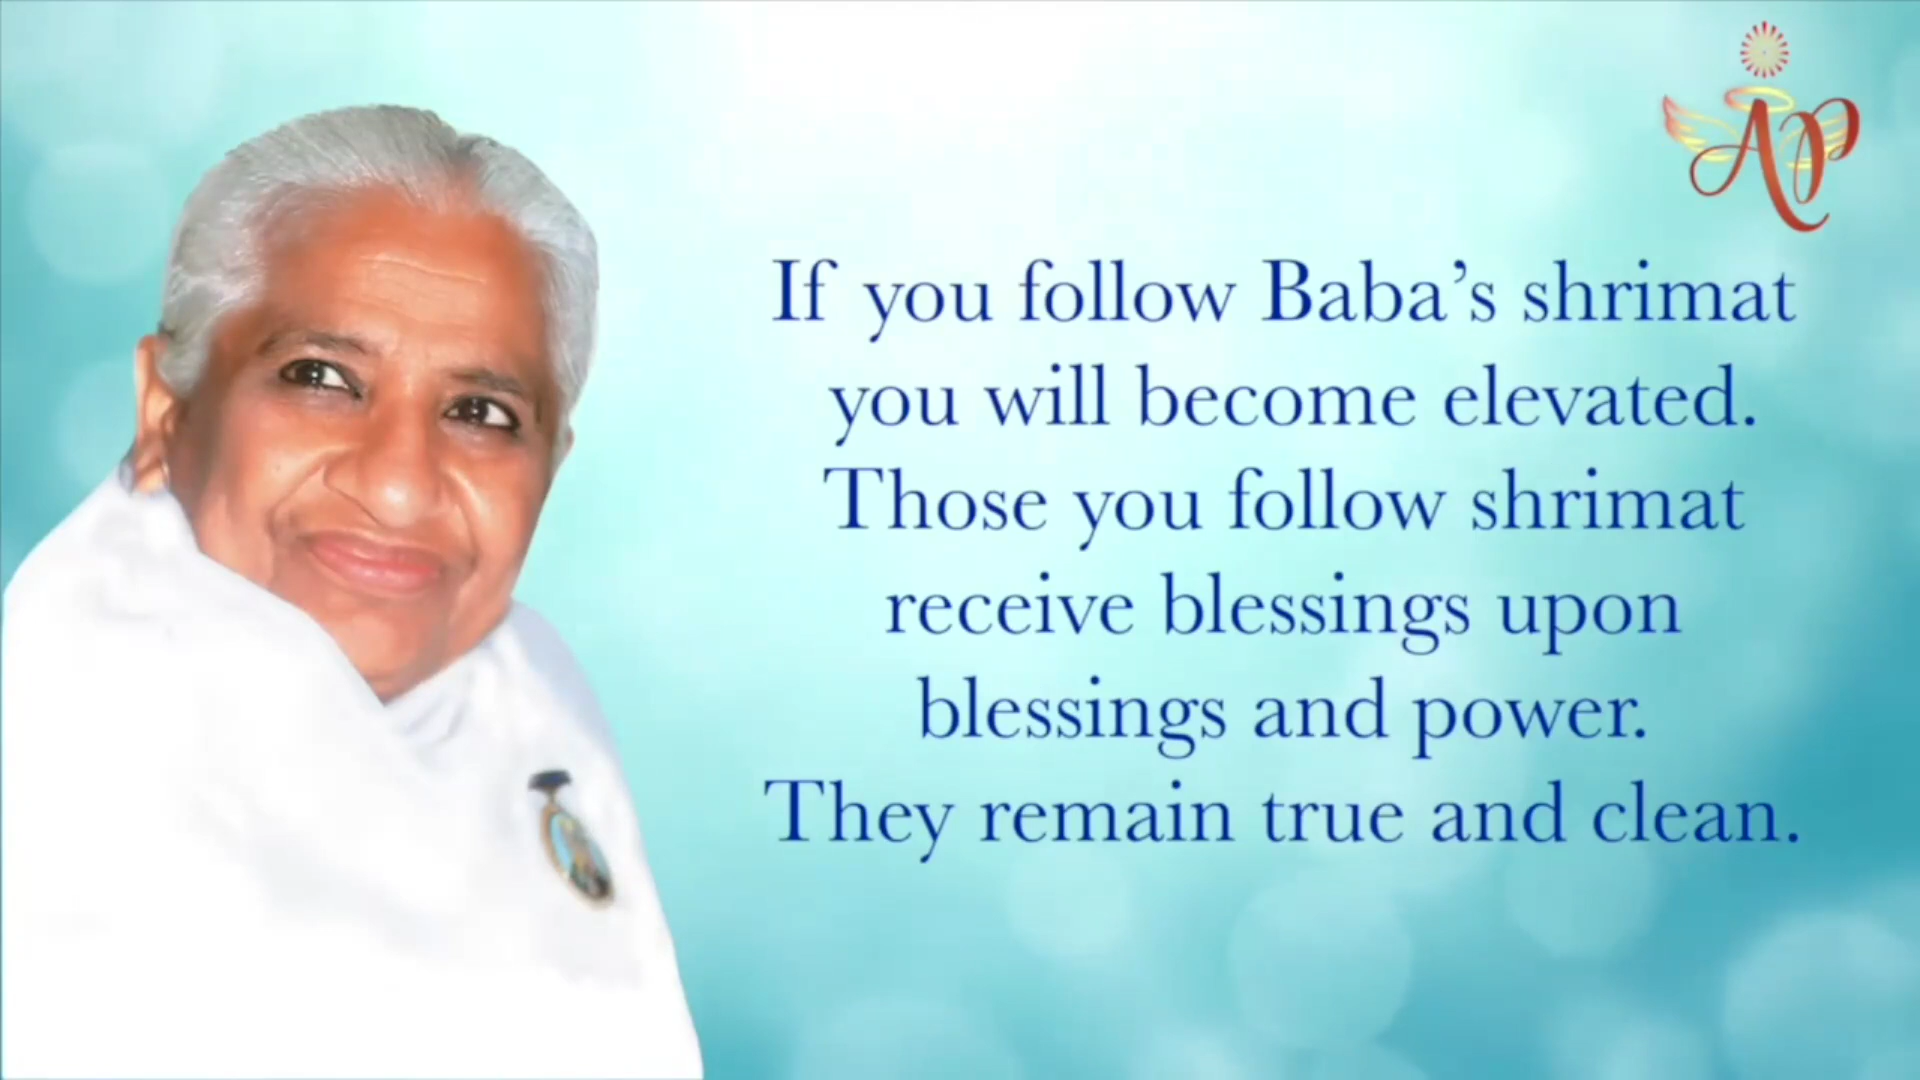 AP
If you follow Baba's shrimat
you will become elevated.
Those you follow shrimat
receive blessings upon
blessings and power.
They remain true and clean.